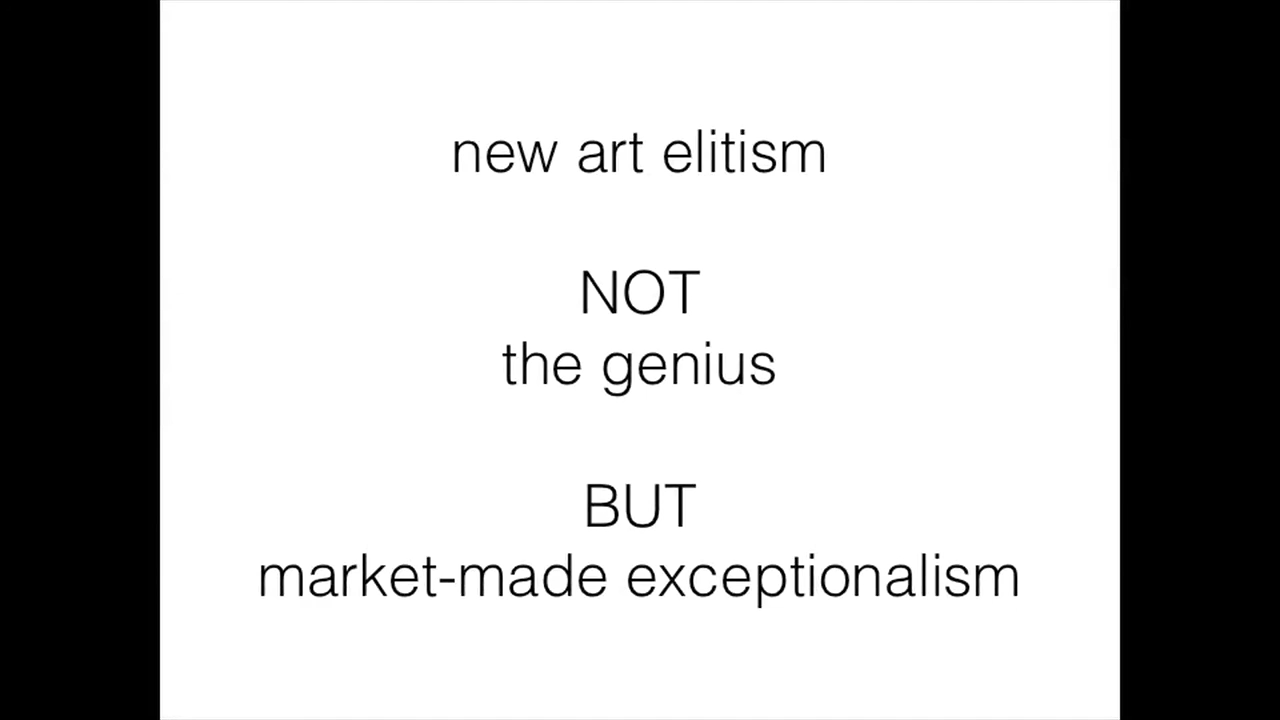 new art elitism
NOT
the genius
BUT
market-made exceptionalism